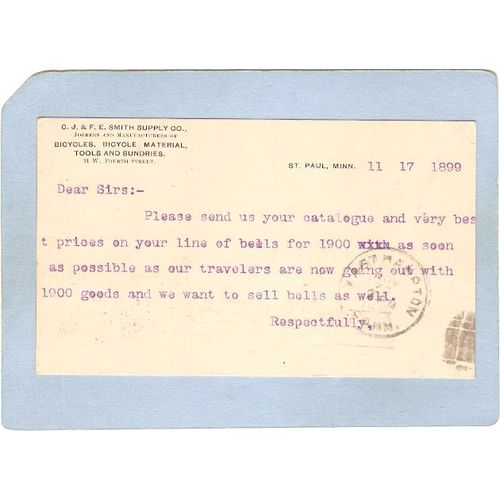 C. J. & F. E. SMITH SUPPLY CO.,
JOBBERS AND MANUFACTURERS OF
BICYCLES, BICYCLE MATERIAL,
TOOLS AND SUNDRIES.
21 W. FOURTH STREET.
ST. PAUL, MINN. 11 17 1899
Dear Sirs:-
Please send us your catalogue and very bes
t prices on your line of bells for 1900 as soon
as possible as our travelers are now going out with
1900 goods and we want to sell bells as well.
Respectfully.
EAST HAMPTON